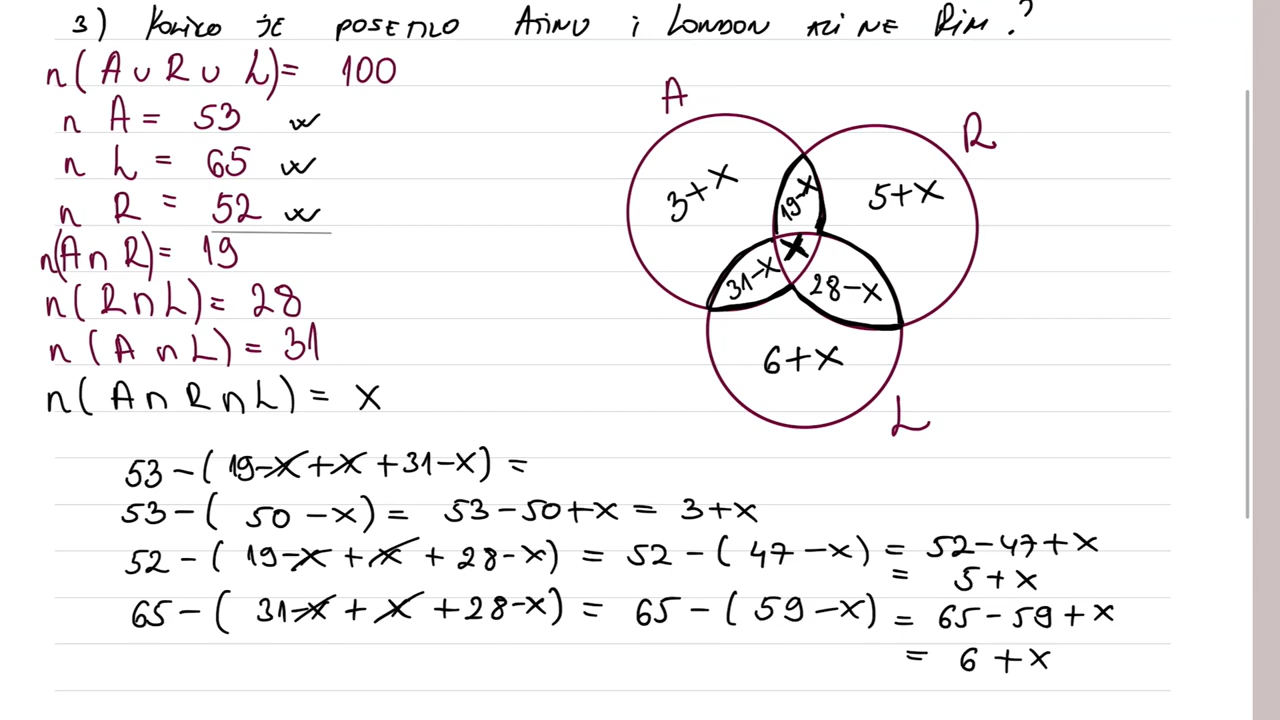 3) KOLIKO JE POSETILO ATINU i LONDON ALI NE RIM?
n(A ∪ R ∪ L) = 100
n A = 53
n L = 65
n R = 52
n(A ∩ R) = 19
n(R ∩ L) = 28
n(A ∩ L) = 31
n(A ∩ R ∩ L) = X
A
R
3+X
19-X
5+X
X
31-X
28-X
6+X
L
53-(19-X+X+31-X) =
53-(50-X) = 53-50+X = 3+X
52-(19-X+X+28-X) = 52-(47-X) = 52-47+X
= 5+X
65-(31-X+X+28-X) = 65-(59-X) = 65-59+X
= 6+X